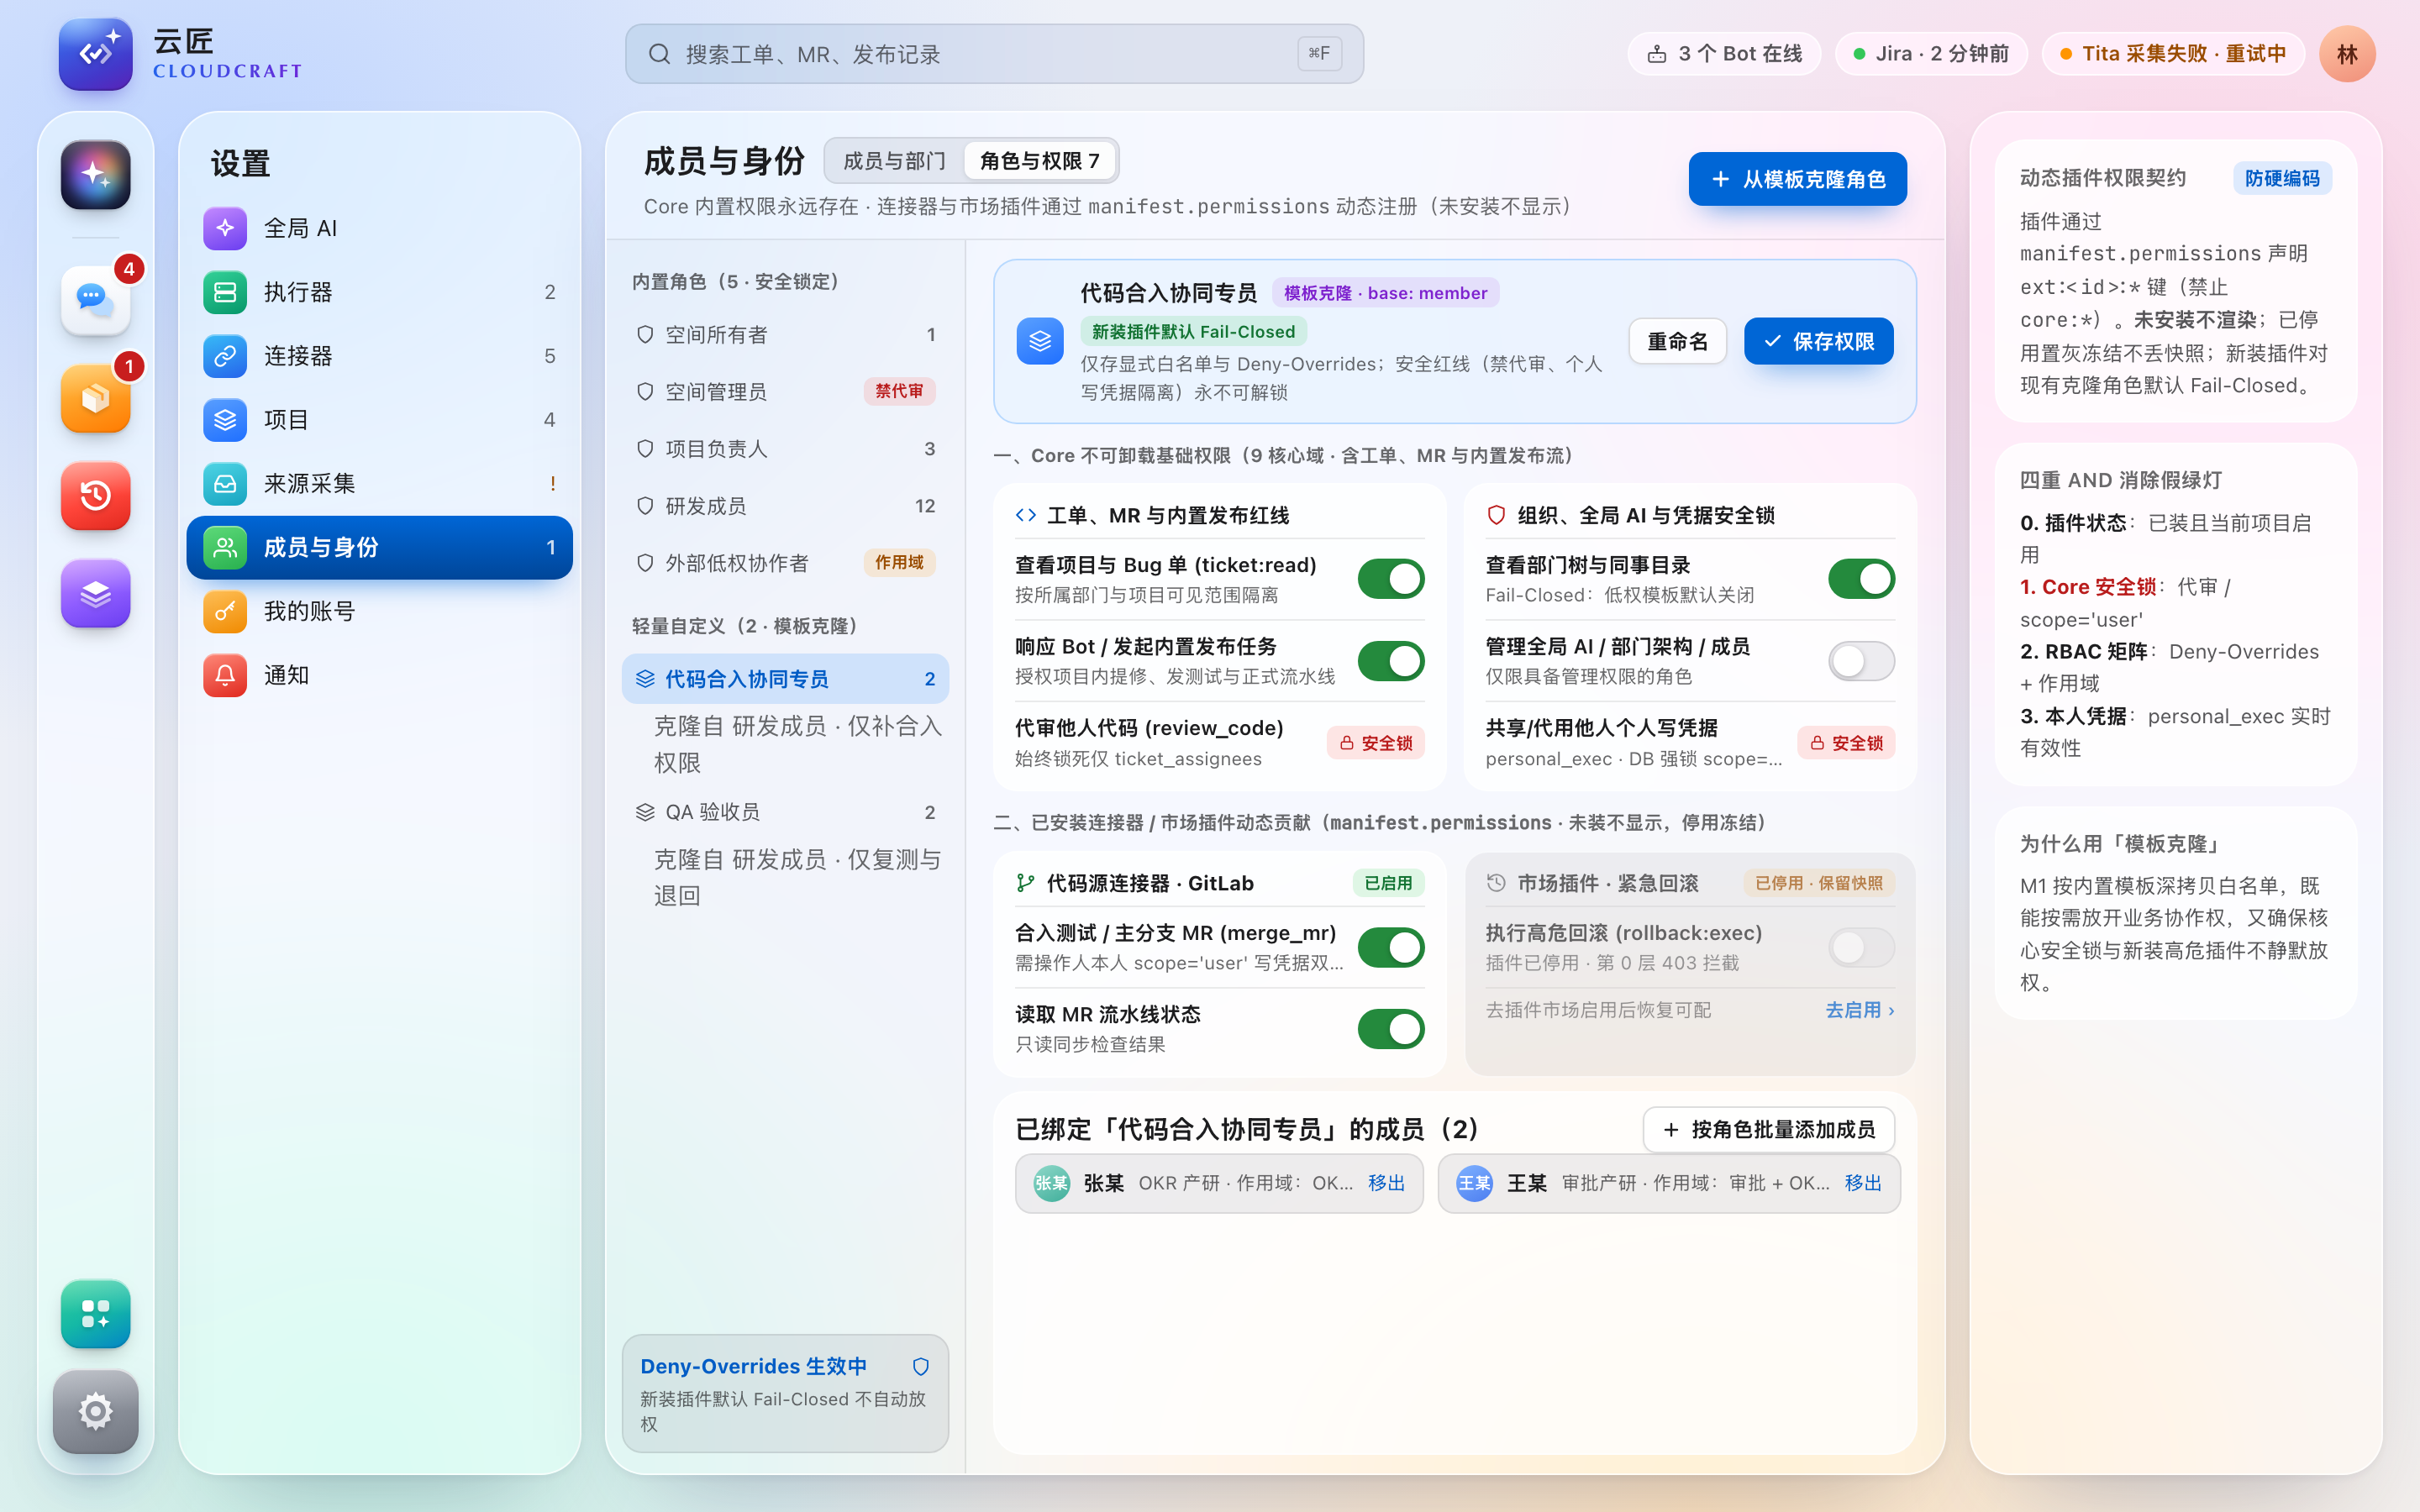 云匠
CLOUDCRAFT
搜索工单、MR、发布记录
⌘F
3 个 Bot 在线
Jira · 2 分钟前
Tita 采集失败 · 重试中
林
4
1
设置
全局 AI
执行器
2
连接器
5
项目
4
来源采集
!
成员与身份
1
我的账号
通知
成员与身份
成员与部门
角色与权限 7
Core 内置权限永远存在 · 连接器与市场插件通过 manifest.permissions 动态注册（未安装不显示）
从模板克隆角色
内置角色（5 · 安全锁定）
空间所有者
1
空间管理员
禁代审
项目负责人
3
研发成员
12
外部低权协作者
作用域
轻量自定义（2 · 模板克隆）
代码合入协同专员
2
克隆自 研发成员 · 仅补合入
权限
QA 验收员
2
克隆自 研发成员 · 仅复测与
退回
Deny-Overrides 生效中
新装插件默认 Fail-Closed 不自动放
权
代码合入协同专员
模板克隆 · base: member
新装插件默认 Fail-Closed
仅存显式白名单与 Deny-Overrides；安全红线（禁代审、个人
写凭据隔离）永不可解锁
重命名
保存权限
一、Core 不可卸载基础权限（9 核心域 · 含工单、MR 与内置发布流）
工单、MR 与内置发布红线
查看项目与 Bug 单 (ticket:read)
按所属部门与项目可见范围隔离
响应 Bot / 发起内置发布任务
授权项目内提修、发测试与正式流水线
代审他人代码 (review_code)
始终锁死仅 ticket_assignees
安全锁
组织、全局 AI 与凭据安全锁
查看部门树与同事目录
Fail-Closed：低权模板默认关闭
管理全局 AI / 部门架构 / 成员
仅限具备管理权限的角色
共享/代用他人个人写凭据
personal_exec · DB 强锁 scope=...
安全锁
二、已安装连接器 / 市场插件动态贡献（manifest.permissions · 未装不显示，停用冻结）
代码源连接器 · GitLab
已启用
合入测试 / 主分支 MR (merge_mr)
需操作人本人 scope='user' 写凭据双...
读取 MR 流水线状态
只读同步检查结果
市场插件 · 紧急回滚
已停用 · 保留快照
执行高危回滚 (rollback:exec)
插件已停用 · 第 0 层 403 拦截
去插件市场启用后恢复可配
去启用 ›
已绑定「代码合入协同专员」的成员（2）
按角色批量添加成员
张某
张某
OKR 产研 · 作用域：OK...
移出
王某
王某
审批产研 · 作用域：审批 + OK...
移出
动态插件权限契约
防硬编码
插件通过
manifest.permissions 声明
ext:<id>:* 键（禁止
core:*）。未安装不渲染；已停
用置灰冻结不丢快照；新装插件对
现有克隆角色默认 Fail-Closed。
四重 AND 消除假绿灯
0. 插件状态：已装且当前项目启
用
1. Core 安全锁：代审 /
scope='user'
2. RBAC 矩阵：Deny-Overrides
+ 作用域
3. 本人凭据：personal_exec 实时
有效性
为什么用「模板克隆」
M1 按内置模板深拷贝白名单，既
能按需放开业务协作权，又确保核
心安全锁与新装高危插件不静默放
权。